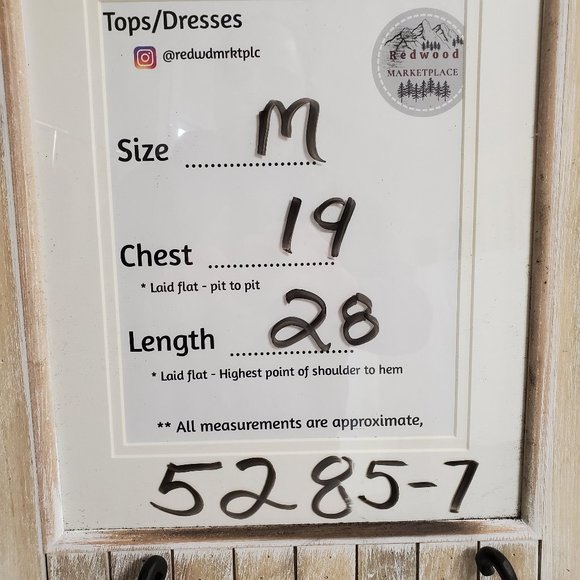 Tops/Dresses
@redwdmrktplc
Redwood
MARKETPLACE
Size M
Chest 19
* Laid flat - pit to pit
Length 28
* Laid flat - Highest point of shoulder to hem
** All measurements are approximate,
5285-7